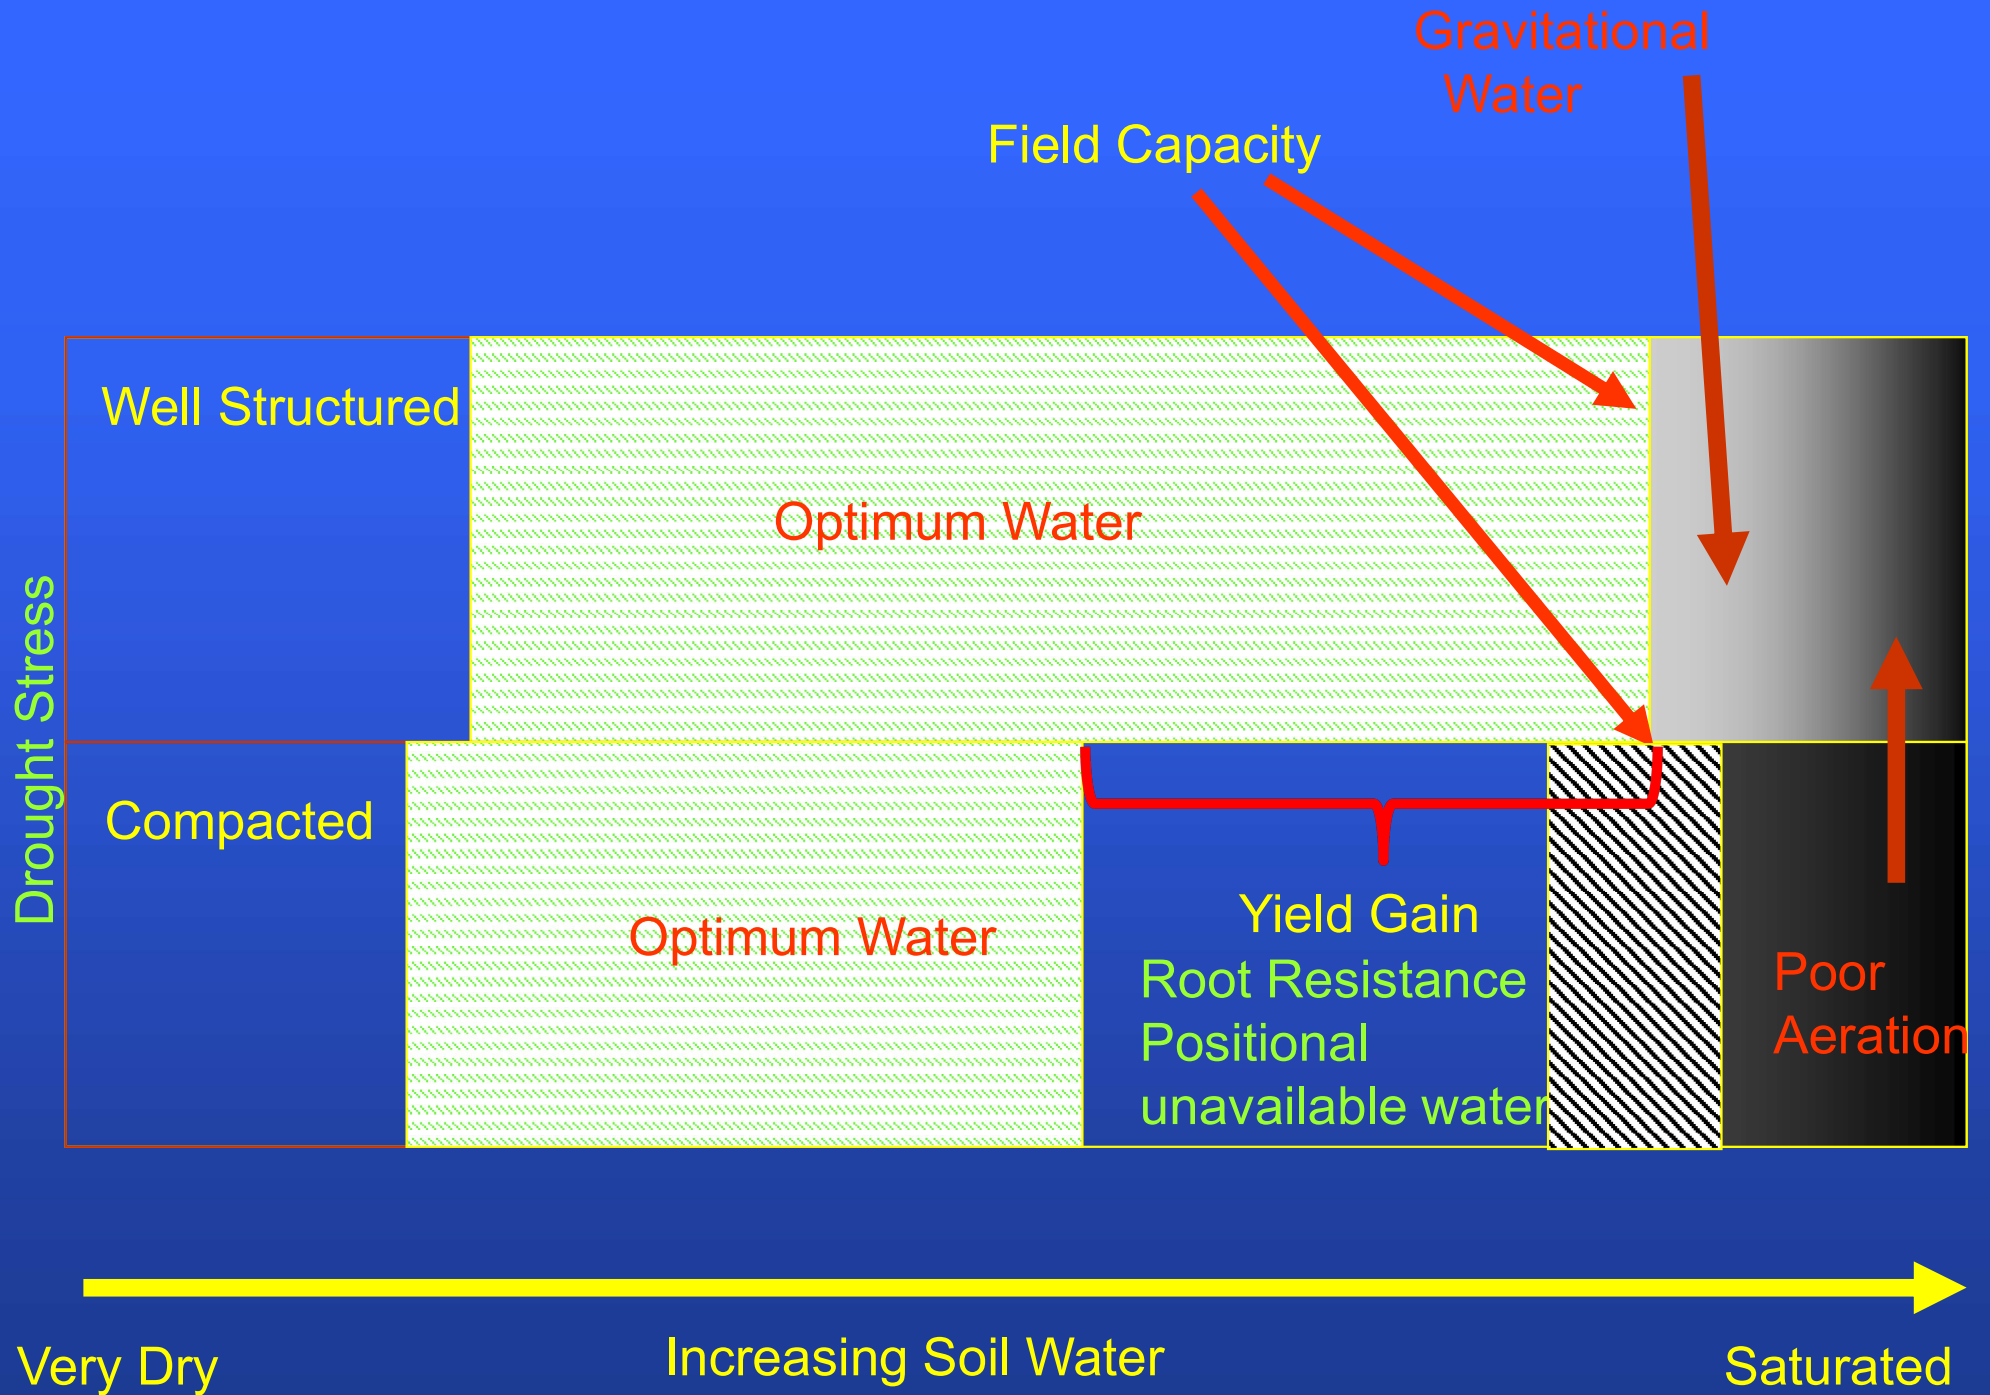 Gravitational
Water
Field Capacity
Well Structured
Optimum Water
Drought Stress
Compacted
Optimum Water
Yield Gain
Root Resistance
Positional
unavailable water
Poor
Aeration
Increasing Soil Water
Very Dry
Saturated